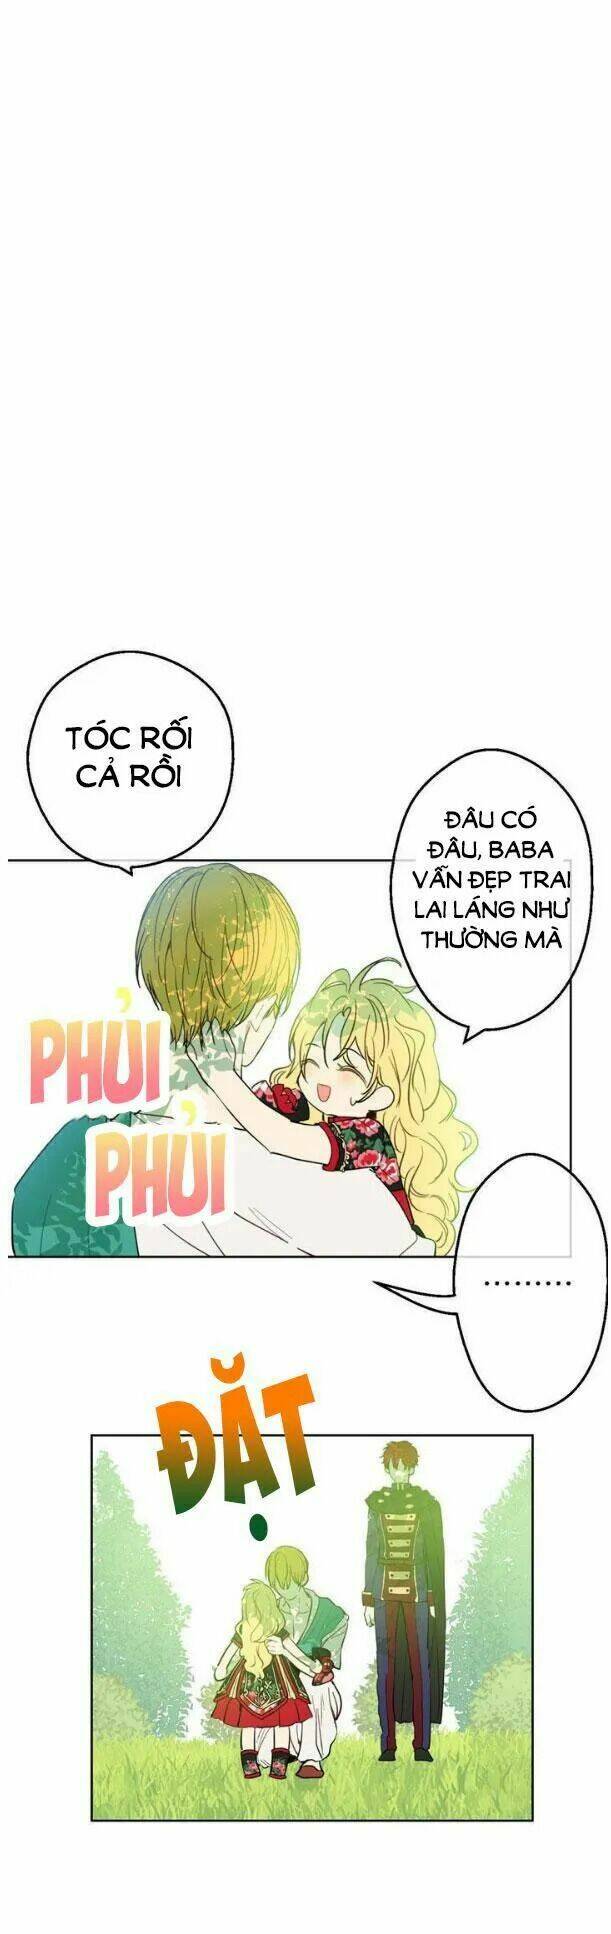 TÓC RỐI
CẢ RỒI
ĐÂU CÓ
ĐÂU, BABA
VẪN ĐẸP TRAI
LAI LÁNG NHƯ
THƯỜNG MÀ
PHỦI
PHỦI
.........
ĐẶT